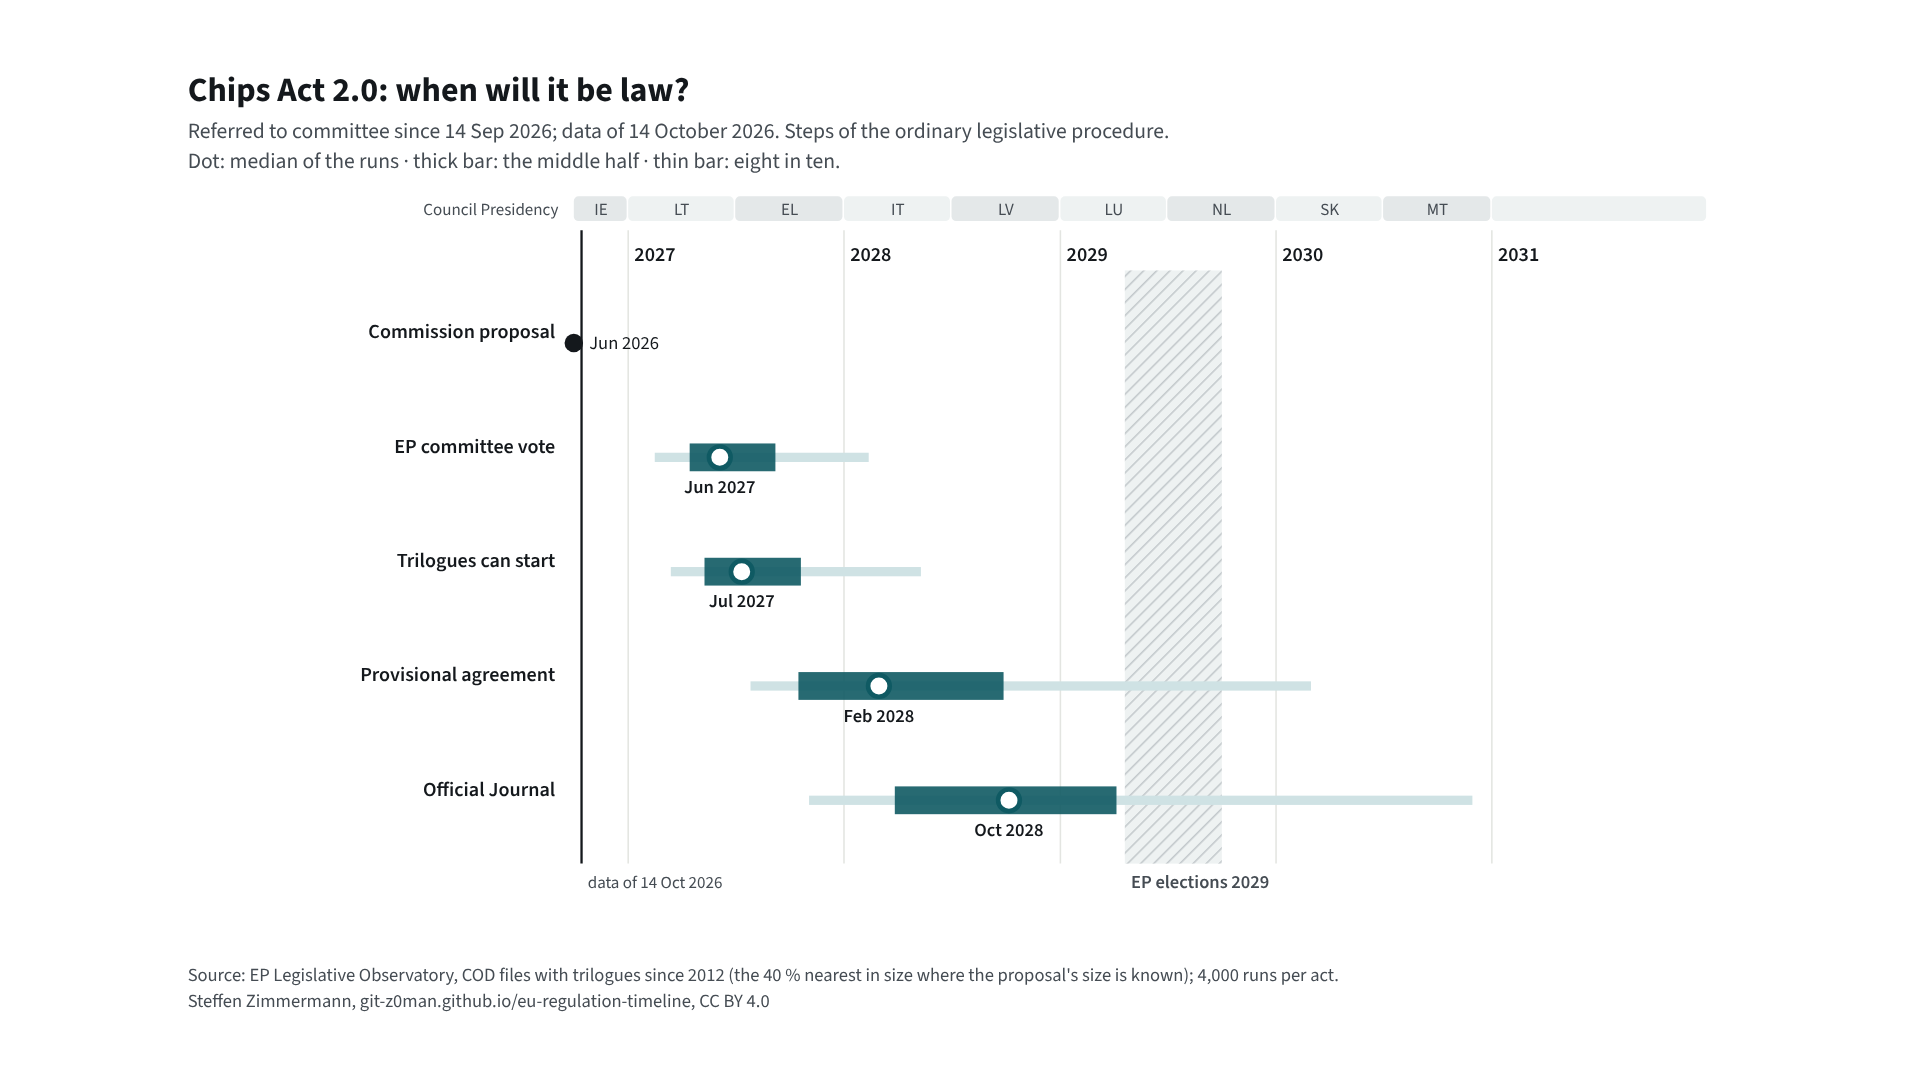 Chips Act 2.0: when will it be law?
Referred to committee since 14 Sep 2026; data of 14 October 2026. Steps of the ordinary legislative procedure.
Dot: median of the runs · thick bar: the middle half · thin bar: eight in ten.
Council Presidency IE LT EL IT LV LU NL SK MT
2027 2028 2029 2030 2031
Commission proposal
Jun 2026
EP committee vote
Jun 2027
Trilogues can start
Jul 2027
Provisional agreement
Feb 2028
Official Journal
Oct 2028
data of 14 Oct 2026 EP elections 2029
Source: EP Legislative Observatory, COD files with trilogues since 2012 (the 40 % nearest in size where the proposal's size is known); 4,000 runs per act.
Steffen Zimmermann, git-z0man.github.io/eu-regulation-timeline, CC BY 4.0